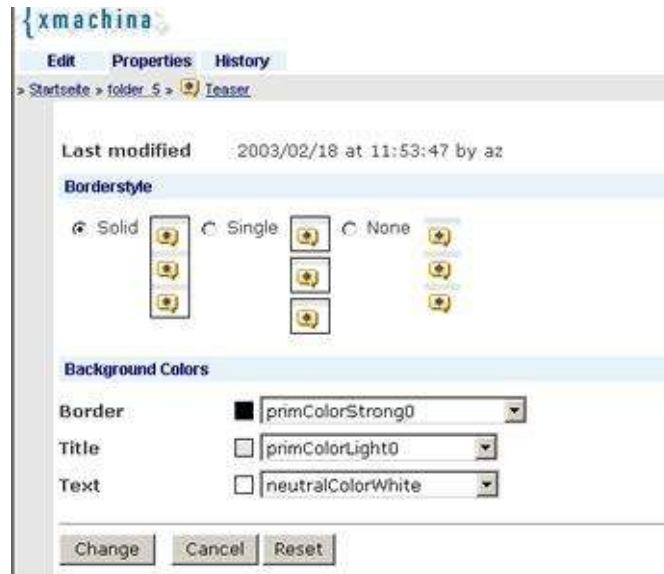 {xmachina
Edit Properties History
» Startseite » folder_5 » Teaser
Last modified 2003/02/18 at 11:53:47 by az
Borderstyle
Solid Single None
Background Colors
Border primColorStrong0
Title primColorLight0
Text neutralColorWhite
Change Cancel Reset